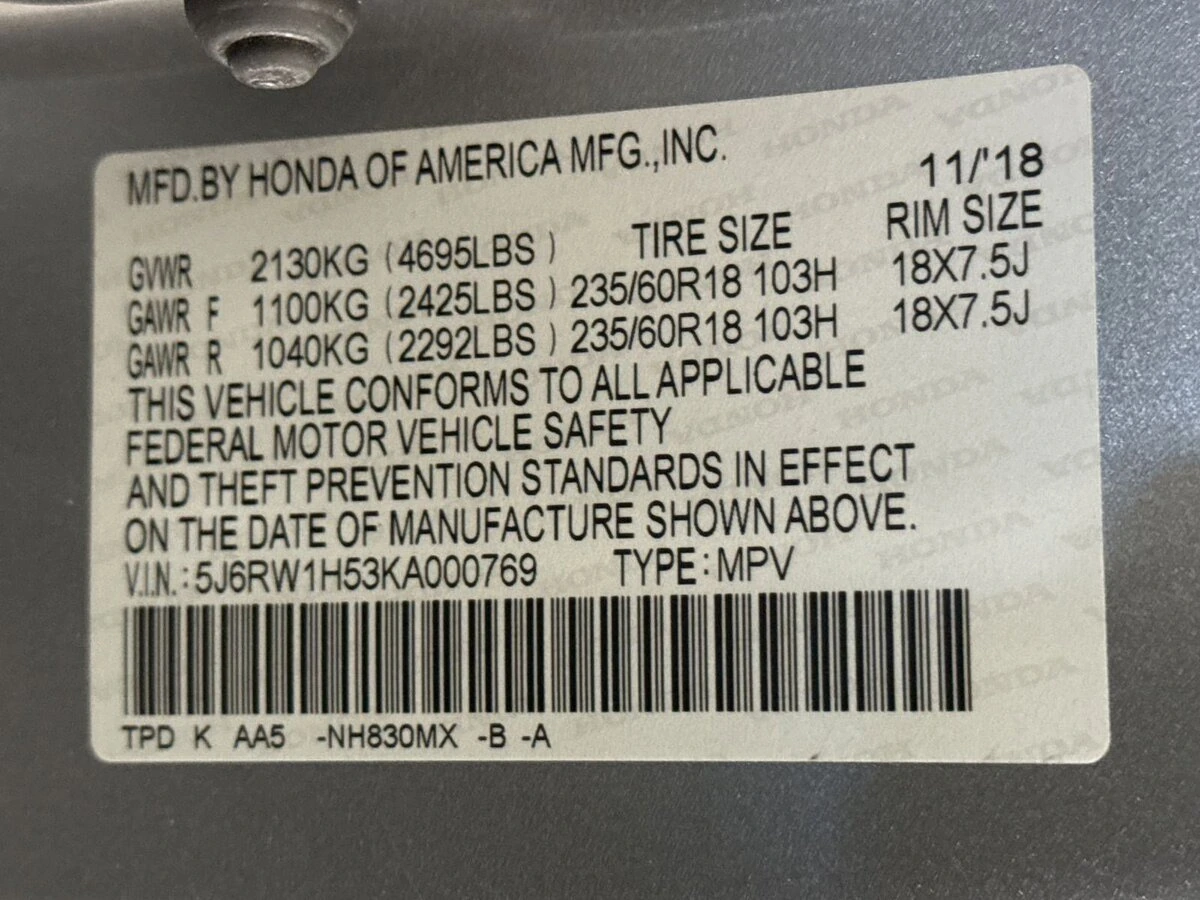 MFD.BY HONDA OF AMERICA MFG.,INC. 11/'18
TIRE SIZE RIM SIZE
GVWR 2130KG (4695LBS )
GAWR F 1100KG (2425LBS ) 235/60R18 103H 18X7.5J
GAWR R 1040KG (2292LBS ) 235/60R18 103H 18X7.5J
THIS VEHICLE CONFORMS TO ALL APPLICABLE
FEDERAL MOTOR VEHICLE SAFETY
AND THEFT PREVENTION STANDARDS IN EFFECT
ON THE DATE OF MANUFACTURE SHOWN ABOVE.
V.I.N.: 5J6RW1H53KA000769 TYPE: MPV
TPD K AA5 -NH830MX -B -A